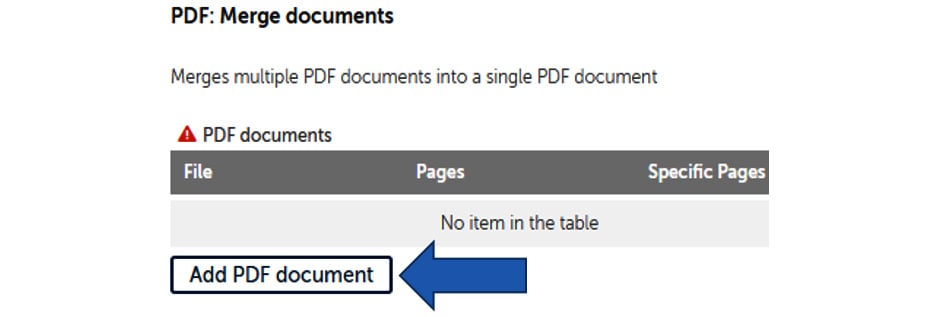 PDF: Merge documents
Merges multiple PDF documents into a single PDF document
PDF documents
File Pages Specific Pages
No item in the table
Add PDF document